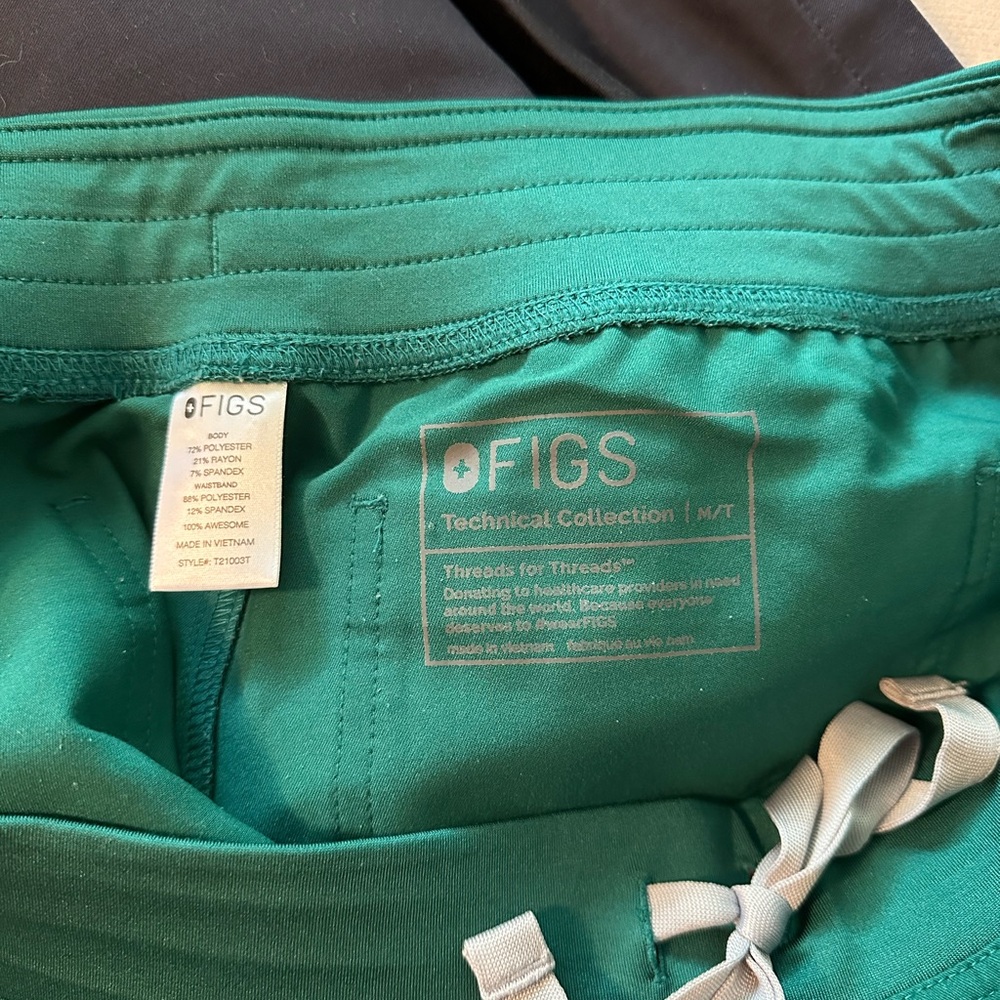 FIGS
BODY
72% POLYESTER
21% RAYON
7% SPANDEX
WAISTBAND
88% POLYESTER
12% SPANDEX
100% AWESOME
MADE IN VIETNAM
STYLE#: T21003T
FIGS
Technical Collection | M/T
Threads for Threads™
Donating to healthcare providers in need
around the world. Because everyone
deserves to #wearFIGS
made in vietnam